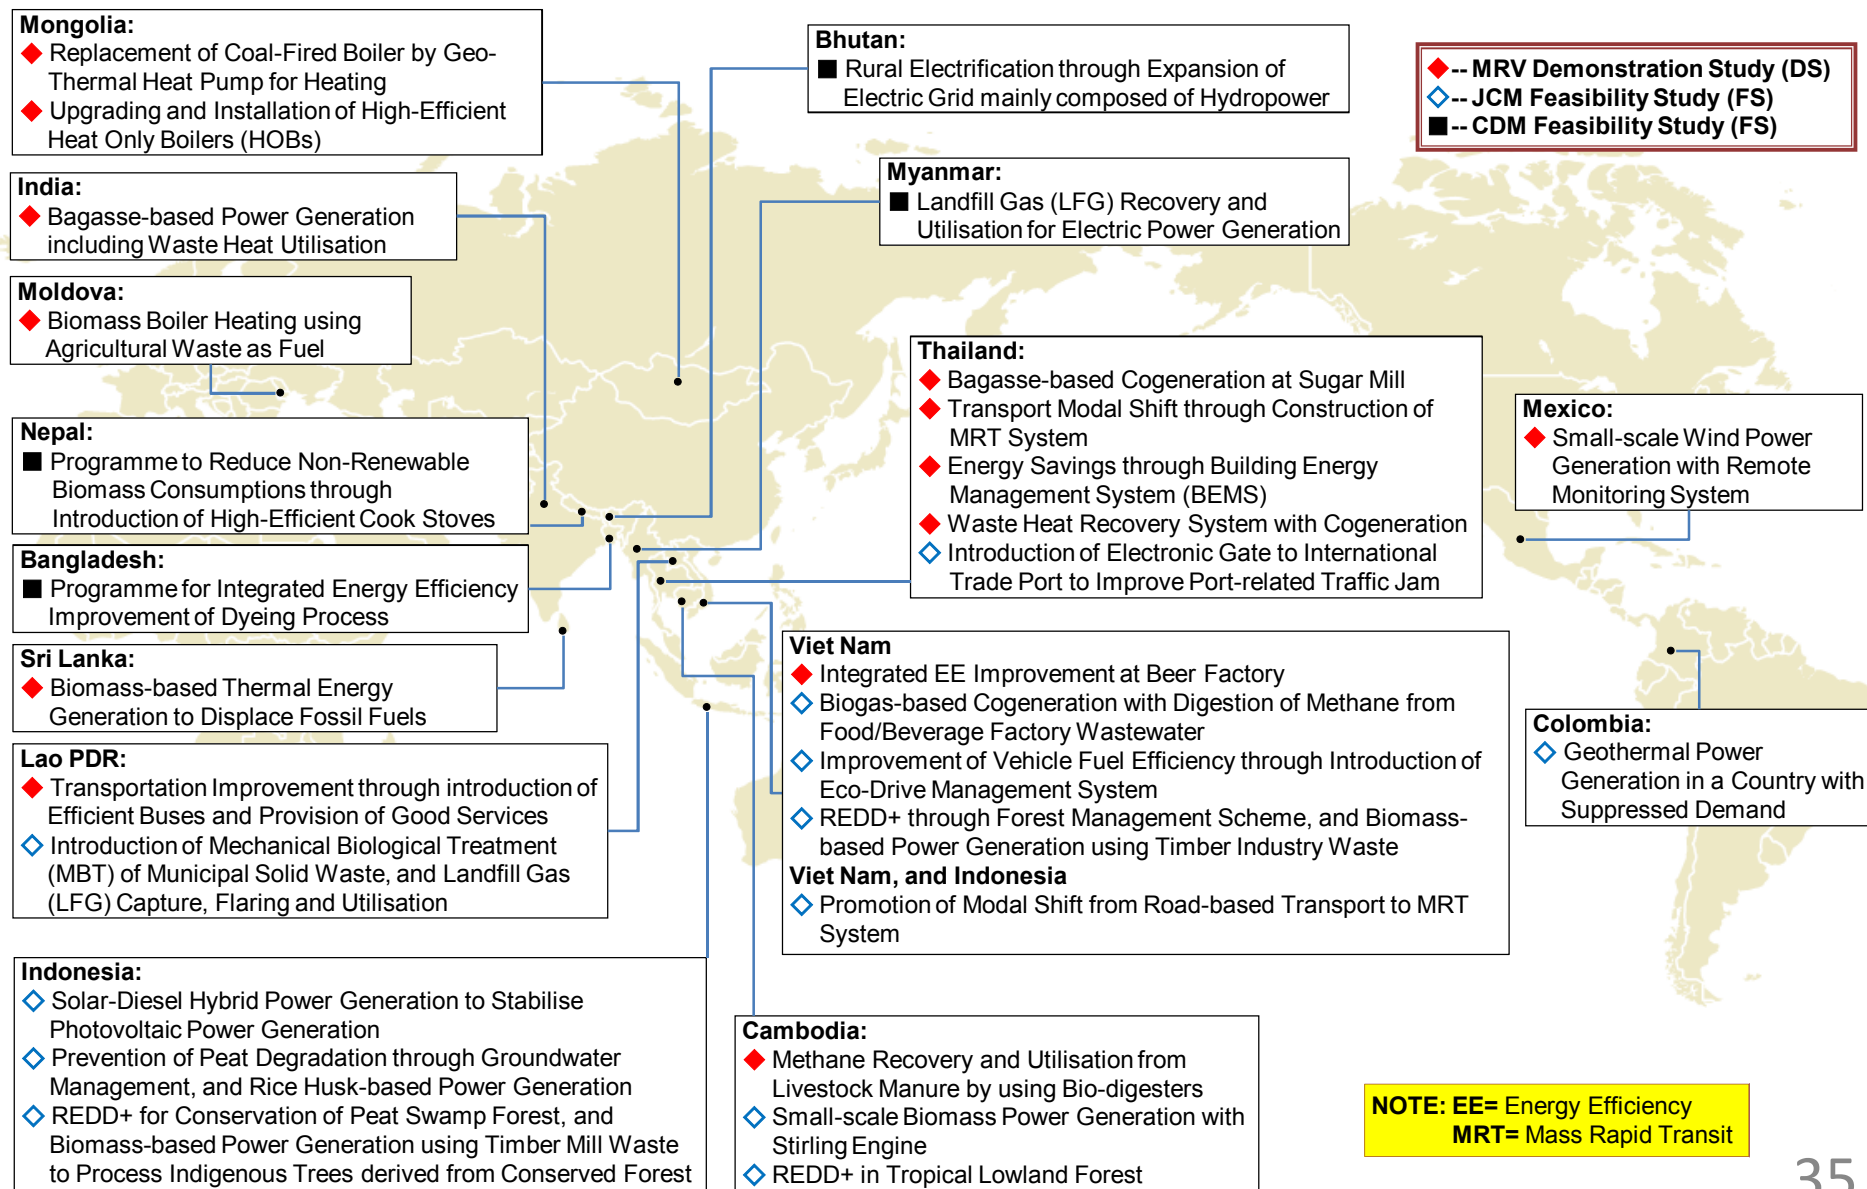 Mongolia:
◆ Replacement of Coal-Fired Boiler by Geo-
Thermal Heat Pump for Heating
◆ Upgrading and Installation of High-Efficient
Heat Only Boilers (HOBs)
Bhutan:
■ Rural Electrification through Expansion of
Electric Grid mainly composed of Hydropower
◆-- MRV Demonstration Study (DS)
◇-- JCM Feasibility Study (FS)
■-- CDM Feasibility Study (FS)
India:
◆ Bagasse-based Power Generation
including Waste Heat Utilisation
Myanmar:
■ Landfill Gas (LFG) Recovery and
Utilisation for Electric Power Generation
Moldova:
◆ Biomass Boiler Heating using
Agricultural Waste as Fuel
Thailand:
◆ Bagasse-based Cogeneration at Sugar Mill
◆ Transport Modal Shift through Construction of
MRT System
◆ Energy Savings through Building Energy
Management System (BEMS)
◆ Waste Heat Recovery System with Cogeneration
◇ Introduction of Electronic Gate to International
Trade Port to Improve Port-related Traffic Jam
Mexico:
◆ Small-scale Wind Power
Generation with Remote
Monitoring System
Nepal:
■ Programme to Reduce Non-Renewable
Biomass Consumptions through
Introduction of High-Efficient Cook Stoves
Bangladesh:
■ Programme for Integrated Energy Efficiency
Improvement of Dyeing Process
Sri Lanka:
◆ Biomass-based Thermal Energy
Generation to Displace Fossil Fuels
Viet Nam
◆ Integrated EE Improvement at Beer Factory
◇ Biogas-based Cogeneration with Digestion of Methane from
Food/Beverage Factory Wastewater
◇ Improvement of Vehicle Fuel Efficiency through Introduction of
Eco-Drive Management System
◇ REDD+ through Forest Management Scheme, and Biomass-
based Power Generation using Timber Industry Waste
Viet Nam, and Indonesia
◇ Promotion of Modal Shift from Road-based Transport to MRT
System
Colombia:
◇ Geothermal Power
Generation in a Country with
Suppressed Demand
Lao PDR:
◆ Transportation Improvement through introduction of
Efficient Buses and Provision of Good Services
◇ Introduction of Mechanical Biological Treatment
(MBT) of Municipal Solid Waste, and Landfill Gas
(LFG) Capture, Flaring and Utilisation
Indonesia:
◇ Solar-Diesel Hybrid Power Generation to Stabilise
Photovoltaic Power Generation
◇ Prevention of Peat Degradation through Groundwater
Management, and Rice Husk-based Power Generation
◇ REDD+ for Conservation of Peat Swamp Forest, and
Biomass-based Power Generation using Timber Mill Waste
to Process Indigenous Trees derived from Conserved Forest
Cambodia:
◆ Methane Recovery and Utilisation from
Livestock Manure by using Bio-digesters
◇ Small-scale Biomass Power Generation with
Stirling Engine
◇ REDD+ in Tropical Lowland Forest
NOTE: EE= Energy Efficiency
MRT= Mass Rapid Transit
35